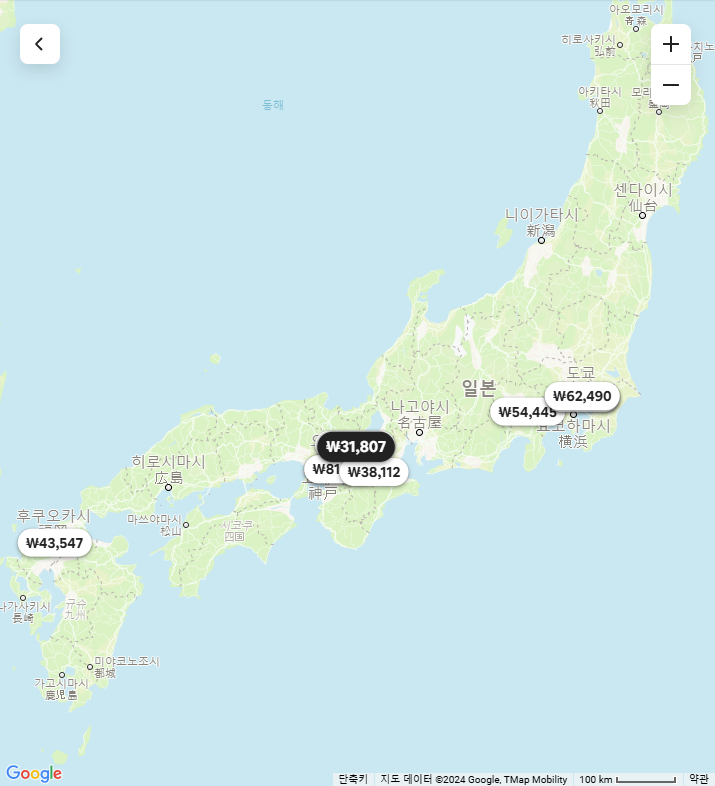 아오모리시
青森
히로사키시
弘前
아키타시
秋田
동해
센다이시
仙台
니이가타시
新潟
도쿄
₩62,490
일본
나고야시
名古屋
₩54,445
요코하마시
横浜
₩31,807
₩81
₩38,112
神戸
히로시마시
広島
후쿠오카시
마쓰야마시
松山
시코쿠
四国
₩43,547
나가사키시
長崎
규슈
九州
미야코노조시
都城
가고시마시
鹿児島
Google
단축키
지도 데이터 ©2024 Google, TMap Mobility
100 km
약관